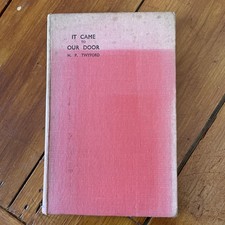 IT CAME
TO
OUR DOOR
H. P. TWYFORD